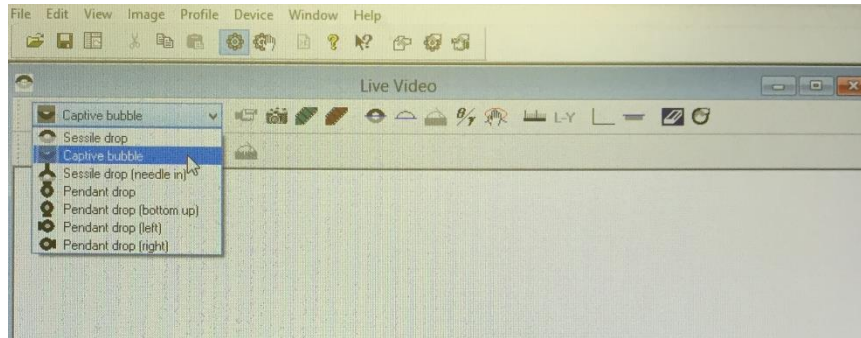 File Edit View Image Profile Device Window Help
Live Video
Captive bubble
θ/γ L-Y
Sessile drop
Captive bubble
Sessile drop (needle in)
Pendant drop
Pendant drop (bottom up)
Pendant drop (left)
Pendant drop (right)